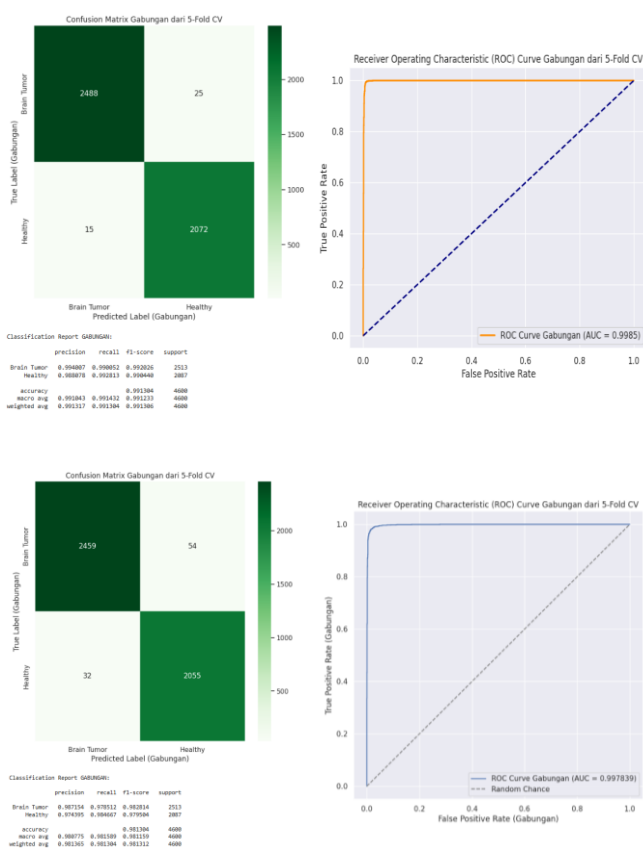 Confusion Matrix Gabungan dari 5-Fold CV
True Label (Gabungan)
Brain Tumor
Healthy
2488 25
15 2072
2000
1500
1000
500
Brain Tumor Healthy
Predicted Label (Gabungan)
Classification Report GABUNGAN:
precision recall f1-score support
Brain Tumor 0.994007 0.990052 0.992026 2513
Healthy 0.988078 0.992813 0.990440 2087
accuracy 0.991304 4600
macro avg 0.991043 0.991432 0.991233 4600
weighted avg 0.991317 0.991304 0.991306 4600
Receiver Operating Characteristic (ROC) Curve Gabungan dari 5-Fold CV
True Positive Rate
1.0
0.8
0.6
0.4
0.2
0.0
ROC Curve Gabungan (AUC = 0.9985)
0.0 0.2 0.4 0.6 0.8 1.0
False Positive Rate
Confusion Matrix Gabungan dari 5-Fold CV
True Label (Gabungan)
Brain Tumor
Healthy
2459 54
32 2055
2000
1500
1000
500
Brain Tumor Healthy
Predicted Label (Gabungan)
Classification Report GABUNGAN:
precision recall f1-score support
Brain Tumor 0.987154 0.978512 0.982814 2513
Healthy 0.974395 0.984667 0.979504 2087
accuracy 0.981304 4600
macro avg 0.980775 0.981589 0.981159 4600
weighted avg 0.981365 0.981304 0.981312 4600
Receiver Operating Characteristic (ROC) Curve Gabungan dari 5-Fold CV
True Positive Rate (Gabungan)
1.0
0.8
0.6
0.4
0.2
0.0
ROC Curve Gabungan (AUC = 0.997839)
Random Chance
0.0 0.2 0.4 0.6 0.8 1.0
False Positive Rate (Gabungan)